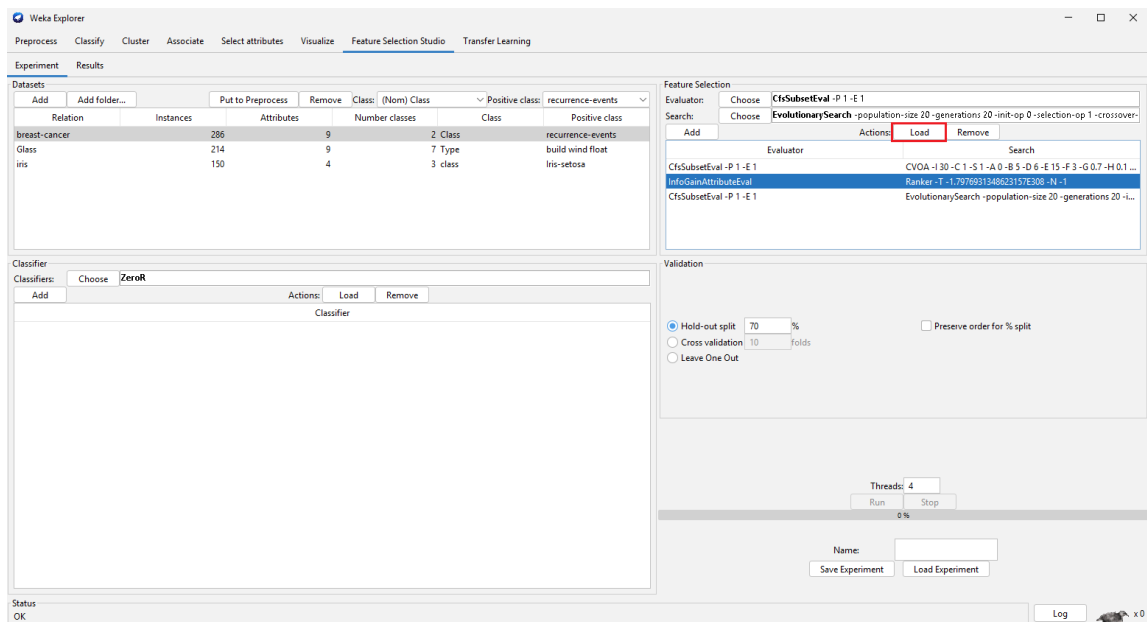 Weka Explorer
Preprocess Classify Cluster Associate Select attributes Visualize Feature Selection Studio Transfer Learning
Experiment Results
Datasets
Add Add folder... Put to Preprocess Remove Class: (Nom) Class Positive class: recurrence-events
Relation Instances Attributes Number classes Class Positive class
breast-cancer 286 9 2 Class recurrence-events
Glass 214 9 7 Type build wind float
iris 150 4 3 class Iris-setosa
Feature Selection
Evaluator: Choose CfsSubsetEval -P 1 -E 1
Search: Choose EvolutionarySearch -population-size 20 -generations 20 -init-op 0 -selection-op 1 -crossover-
Add Actions: Load Remove
Evaluator Search
CfsSubsetEval -P 1 -E 1 CVOA -I 30 -C 1 -S 1 -A 0 -B 5 -D 6 -E 15 -F 3 -G 0.7 -H 0.1 ...
InfoGainAttributeEval Ranker -T -1.7976931348623157E308 -N -1
CfsSubsetEval -P 1 -E 1 EvolutionarySearch -population-size 20 -generations 20 -i...
Classifier
Classifiers: Choose ZeroR
Add Actions: Load Remove
Classifier
Validation
Hold-out split 70 % Preserve order for % split
Cross validation 10 folds
Leave One Out
Threads: 4
Run Stop
0 %
Name:
Save Experiment Load Experiment
Status
OK
Log x 0